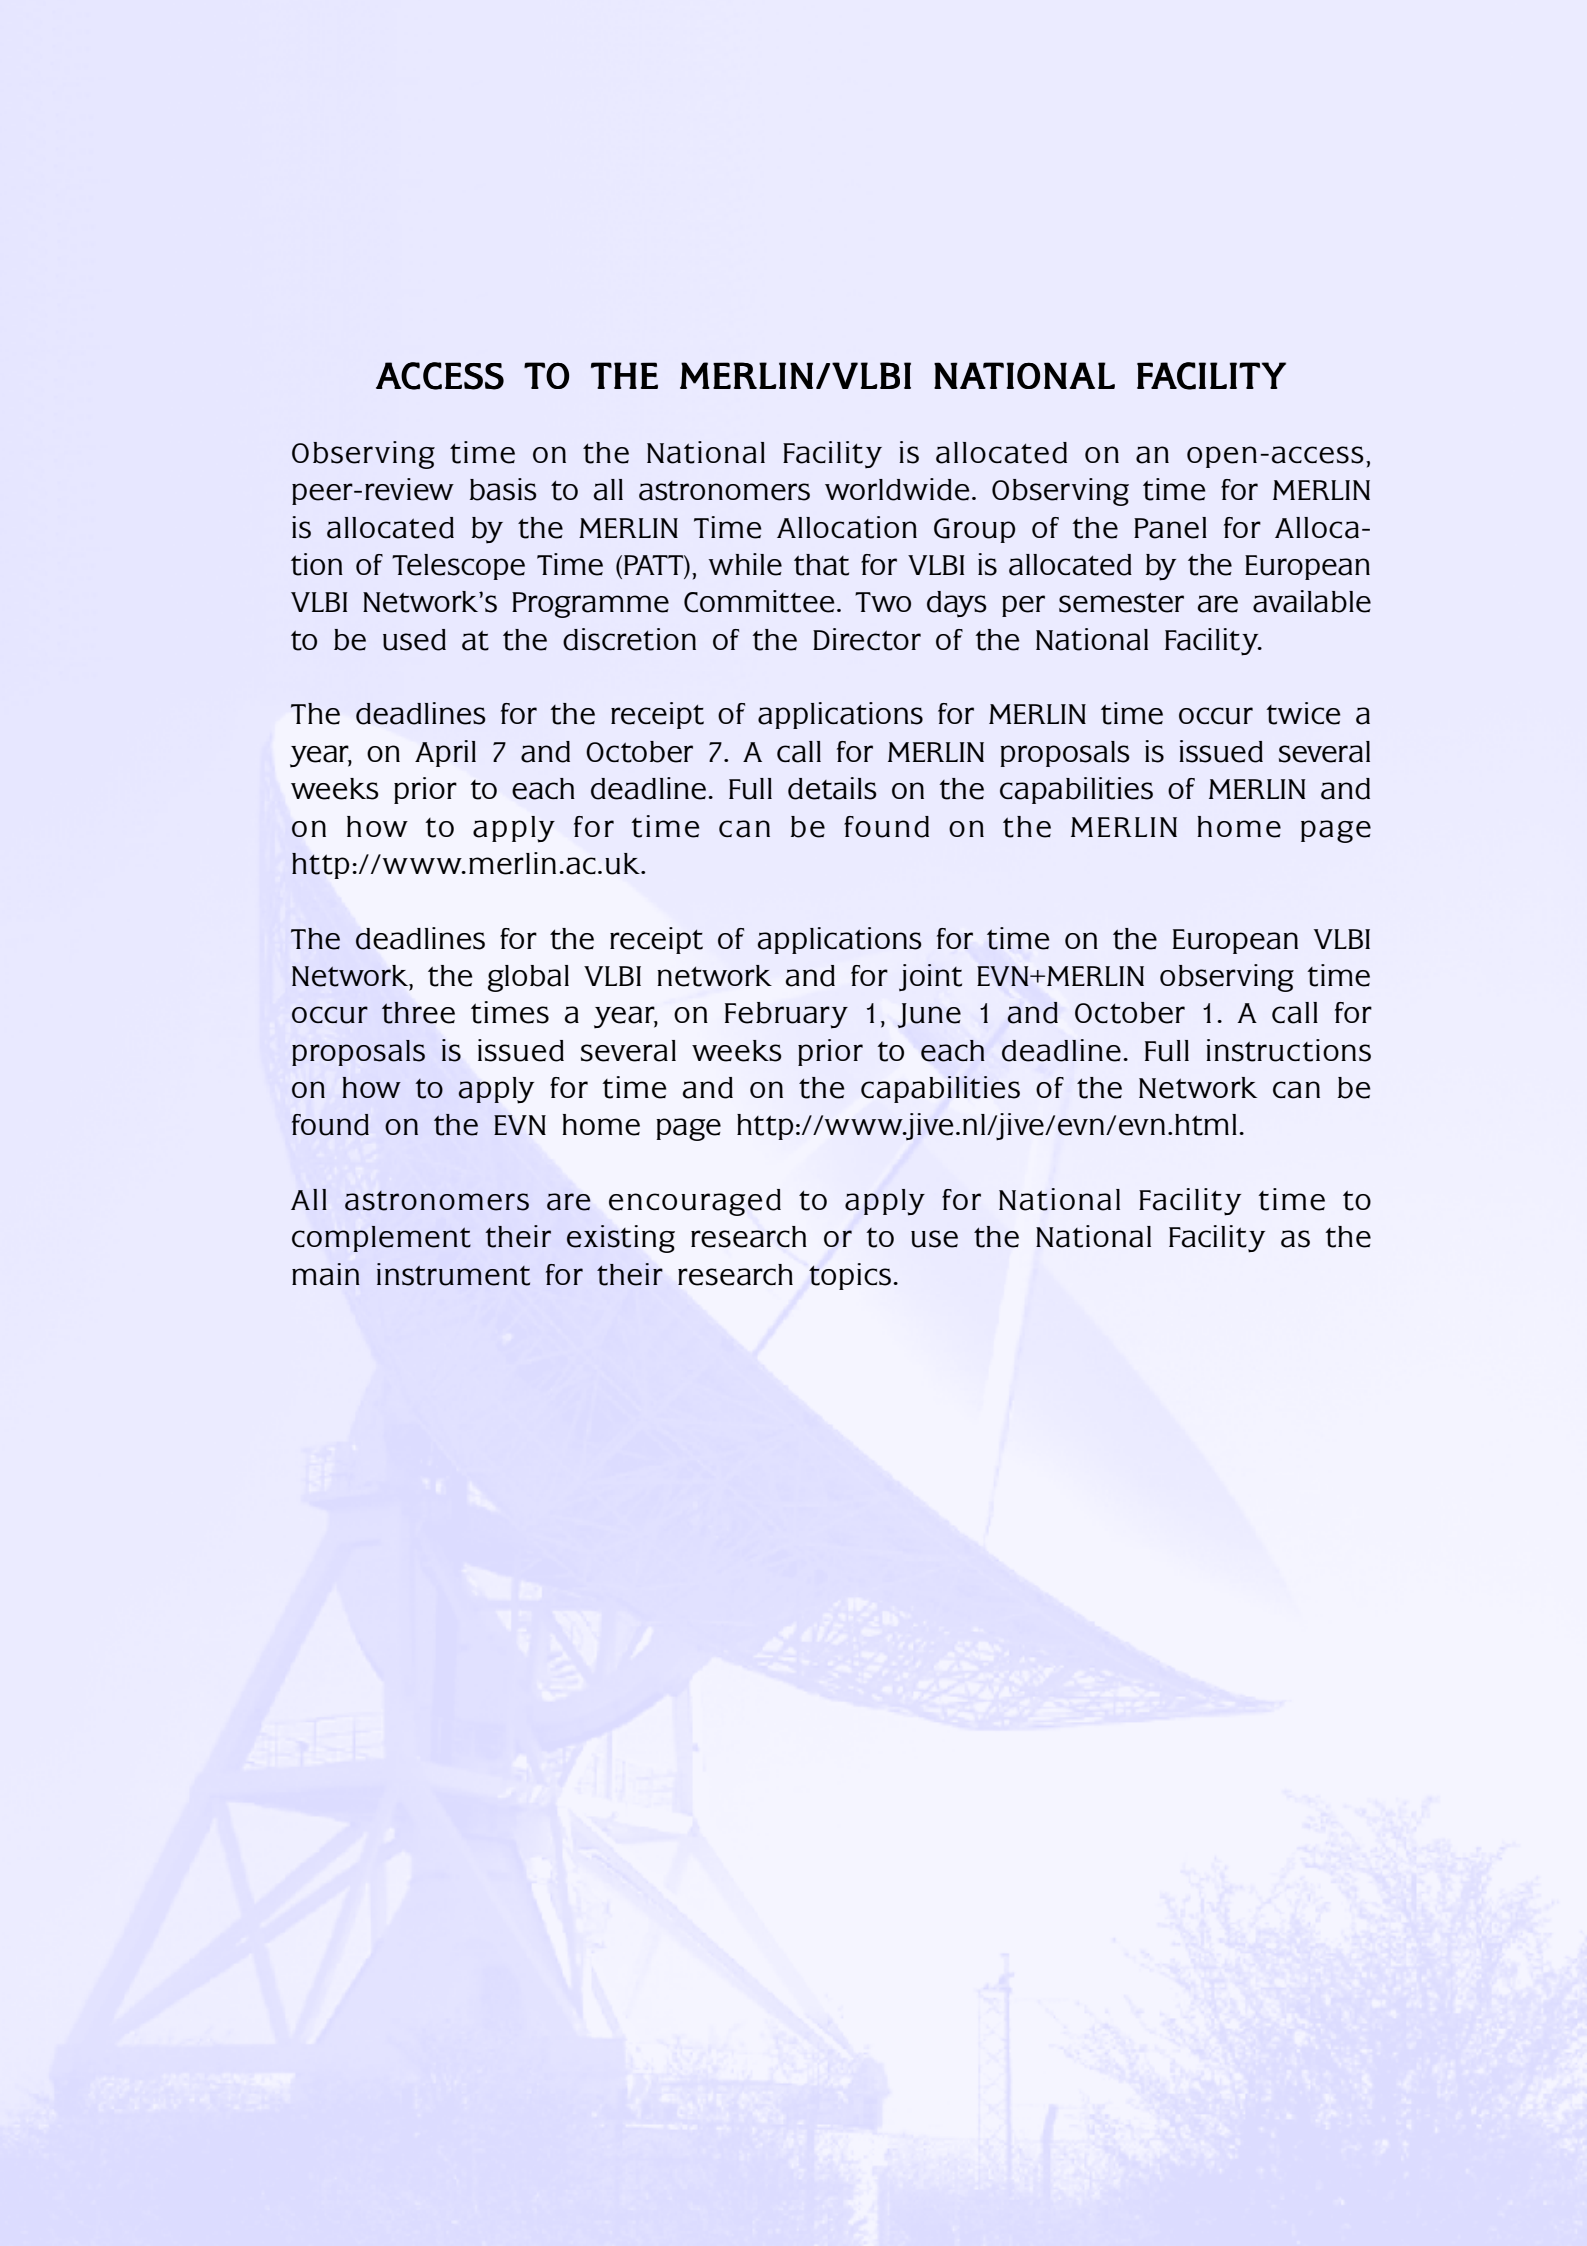 ACCESS TO THE MERLIN/VLBI NATIONAL FACILITY
Observing time on the National Facility is allocated on an open-access,
peer-review basis to all astronomers worldwide. Observing time for MERLIN
is allocated by the MERLIN Time Allocation Group of the Panel for Alloca-
tion of Telescope Time (PATT), while that for VLBI is allocated by the European
VLBI Network's Programme Committee. Two days per semester are available
to be used at the discretion of the Director of the National Facility.
The deadlines for the receipt of applications for MERLIN time occur twice a
year, on April 7 and October 7. A call for MERLIN proposals is issued several
weeks prior to each deadline. Full details on the capabilities of MERLIN and
on how to apply for time can be found on the MERLIN home page
http://www.merlin.ac.uk.
The deadlines for the receipt of applications for time on the European VLBI
Network, the global VLBI network and for joint EVN+MERLIN observing time
occur three times a year, on February 1, June 1 and October 1. A call for
proposals is issued several weeks prior to each deadline. Full instructions
on how to apply for time and on the capabilities of the Network can be
found on the EVN home page http://www.jive.nl/jive/evn/evn.html.
All astronomers are encouraged to apply for National Facility time to
complement their existing research or to use the National Facility as the
main instrument for their research topics.